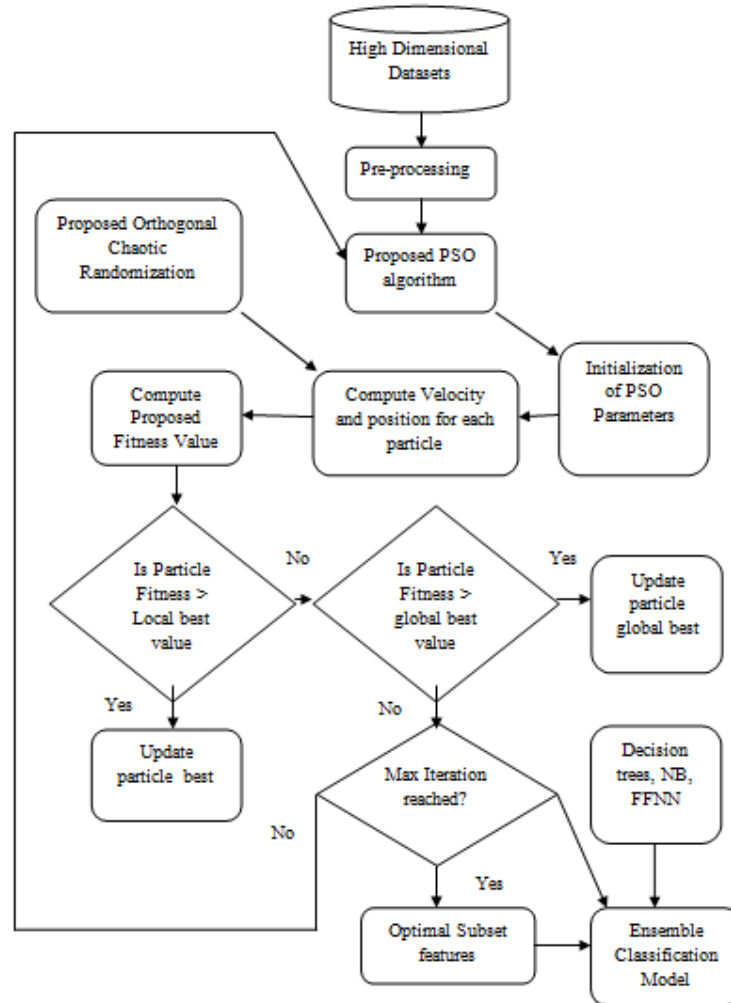 High Dimensional
Datasets
Pre-processing
Proposed Orthogonal
Chaotic
Randomization
Proposed PSO
algorithm
Initialization
of PSO
Parameters
Compute Velocity
and position for each
particle
Compute
Proposed
Fitness Value
Is Particle
Fitness >
Local best
value
No
Is Particle
Fitness >
global best
value
Yes
Update
particle
global best
Yes
Update
particle best
No
Max Iteration
reached?
Decision
trees, NB,
FFNN
No
Yes
Optimal Subset
features
Ensemble
Classification
Model